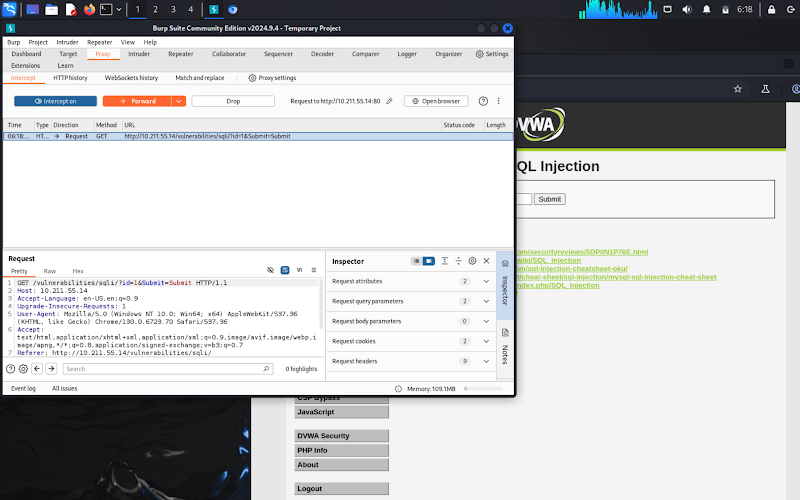 1 2 3 4
6:18
Burp Suite Community Edition v2024.9.4 - Temporary Project
Burp Project Intruder Repeater View Help
Dashboard Target Proxy Intruder Repeater Collaborator Sequencer Decoder Comparer Logger Organizer Settings
Extensions Learn
Intercept HTTP history WebSockets history Match and replace Proxy settings
Intercept on Forward Drop Request to http://10.211.55.14:80 Open browser
Time Type Direction Method URL Status code Length
06:18:... HT... → Request GET http://10.211.55.14/vulnerabilities/sqli/?id=1&Submit=Submit
Request
Pretty Raw Hex
1 GET /vulnerabilities/sqli/?id=1&Submit=Submit HTTP/1.1
2 Host: 10.211.55.14
3 Accept-Language: en-US,en;q=0.9
4 Upgrade-Insecure-Requests: 1
5 User-Agent: Mozilla/5.0 (Windows NT 10.0; Win64; x64) AppleWebKit/537.36
(KHTML, like Gecko) Chrome/130.0.6723.70 Safari/537.36
6 Accept:
text/html,application/xhtml+xml,application/xml;q=0.9,image/avif,image/webp,i
mage/apng,*/*;q=0.8,application/signed-exchange;v=b3;q=0.7
7 Referer: http://10.211.55.14/vulnerabilities/sqli/
Search 0 highlights
Inspector
Request attributes 2
Request query parameters 2
Request body parameters 0
Request cookies 2
Request headers 9
Inspector
Notes
Event log All issues Memory: 109.1MB
DVWA
QL Injection
Submit
om/securityreviews/5DP0N1P76E.html
wiki/SQL_injection
m/sql-injection-cheatsheet-oku/
t/cheat-sheet/sql-injection/mysql-sql-injection-cheat-sheet
ndex.php/SQL_Injection
CSP Bypass
JavaScript
DVWA Security
PHP Info
About
Logout